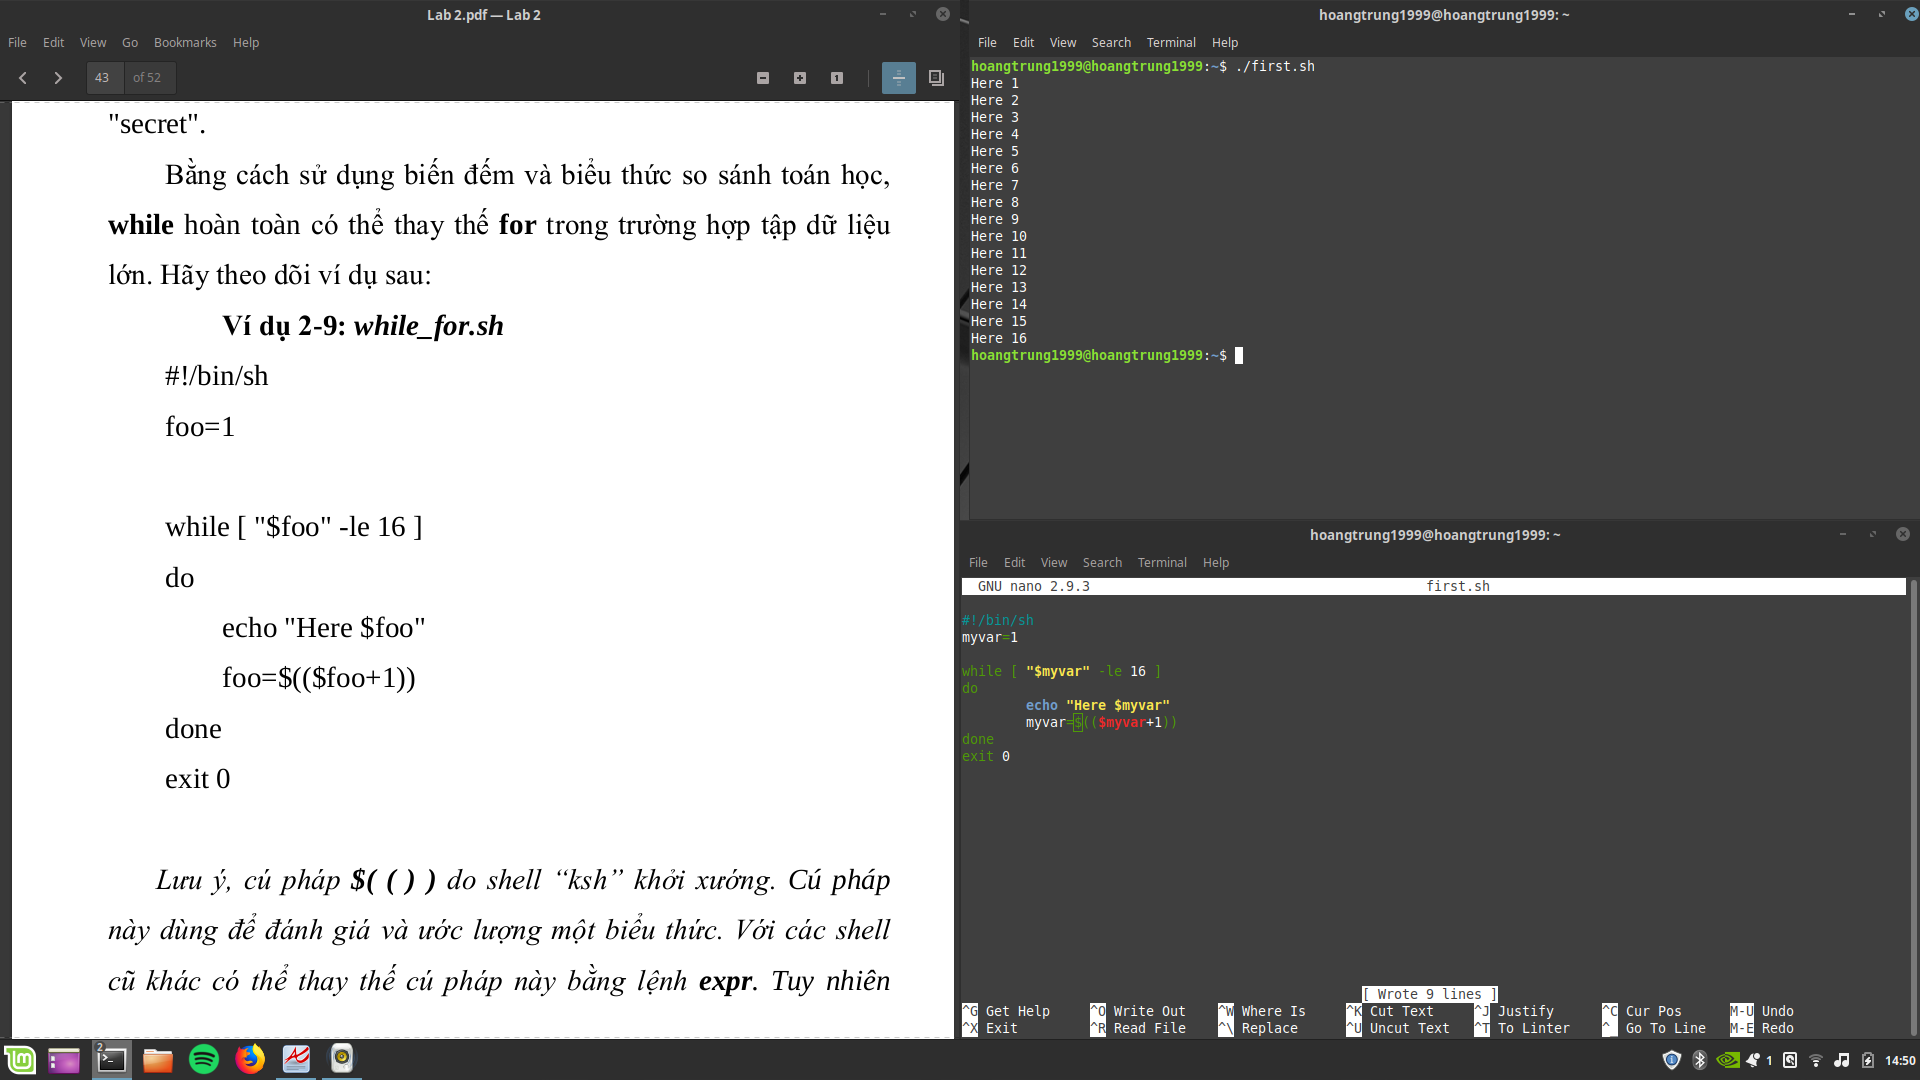 Lab 2.pdf — Lab 2
File Edit View Go Bookmarks Help
43 of 52
"secret".
Bằng cách sử dụng biến đếm và biểu thức so sánh toán học,
while hoàn toàn có thể thay thế for trong trường hợp tập dữ liệu
lớn. Hãy theo dõi ví dụ sau:
Ví dụ 2-9: while_for.sh
#!/bin/sh
foo=1
while [ "$foo" -le 16 ]
do
echo "Here $foo"
foo=$(($foo+1))
done
exit 0
Lưu ý, cú pháp $( ( ) ) do shell “ksh” khởi xướng. Cú pháp
này dùng để đánh giá và ước lượng một biểu thức. Với các shell
cũ khác có thể thay thế cú pháp này bằng lệnh expr. Tuy nhiên
hoangtrung1999@hoangtrung1999: ~
File Edit View Search Terminal Help
hoangtrung1999@hoangtrung1999:~$ ./first.sh
Here 1
Here 2
Here 3
Here 4
Here 5
Here 6
Here 7
Here 8
Here 9
Here 10
Here 11
Here 12
Here 13
Here 14
Here 15
Here 16
hoangtrung1999@hoangtrung1999:~$
hoangtrung1999@hoangtrung1999: ~
File Edit View Search Terminal Help
GNU nano 2.9.3 first.sh
#!/bin/sh
myvar=1
while [ "$myvar" -le 16 ]
do
echo "Here $myvar"
myvar=$(($myvar+1))
done
exit 0
[ Wrote 9 lines ]
^G Get Help ^O Write Out ^W Where Is ^K Cut Text ^J Justify ^C Cur Pos M-U Undo
^X Exit ^R Read File ^\ Replace ^U Uncut Text ^T To Linter ^_ Go To Line M-E Redo
2
1
14:50